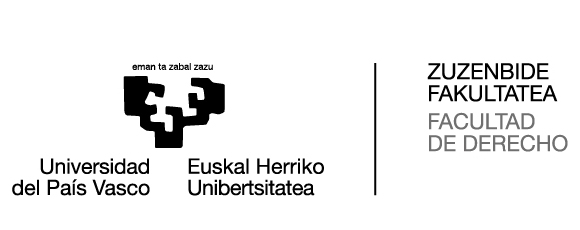 eman ta zabal zazu
Universidad
del País Vasco
Euskal Herriko
Unibertsitatea
ZUZENBIDE
FAKULTATEA
FACULTAD
DE DERECHO